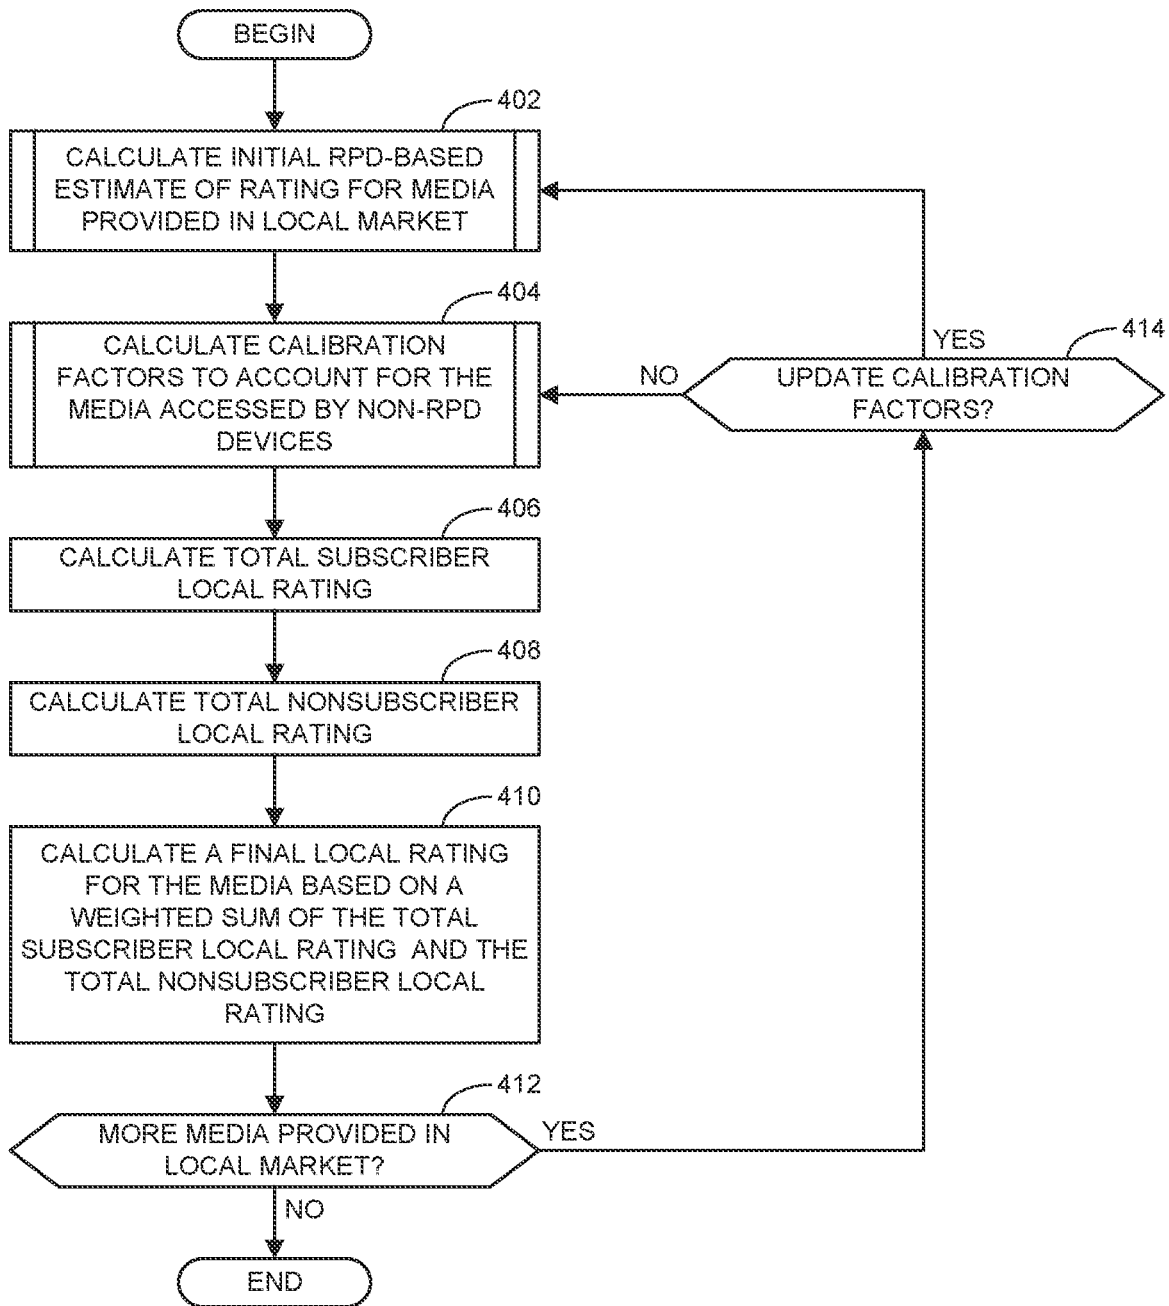 BEGIN
402
CALCULATE INITIAL RPD-BASED
ESTIMATE OF RATING FOR MEDIA
PROVIDED IN LOCAL MARKET
404
CALCULATE CALIBRATION
FACTORS TO ACCOUNT FOR THE
MEDIA ACCESSED BY NON-RPD
DEVICES
NO
YES
414
UPDATE CALIBRATION
FACTORS?
406
CALCULATE TOTAL SUBSCRIBER
LOCAL RATING
408
CALCULATE TOTAL NONSUBSCRIBER
LOCAL RATING
410
CALCULATE A FINAL LOCAL RATING
FOR THE MEDIA BASED ON A
WEIGHTED SUM OF THE TOTAL
SUBSCRIBER LOCAL RATING AND THE
TOTAL NONSUBSCRIBER LOCAL
RATING
412
MORE MEDIA PROVIDED IN
LOCAL MARKET?
YES
NO
END